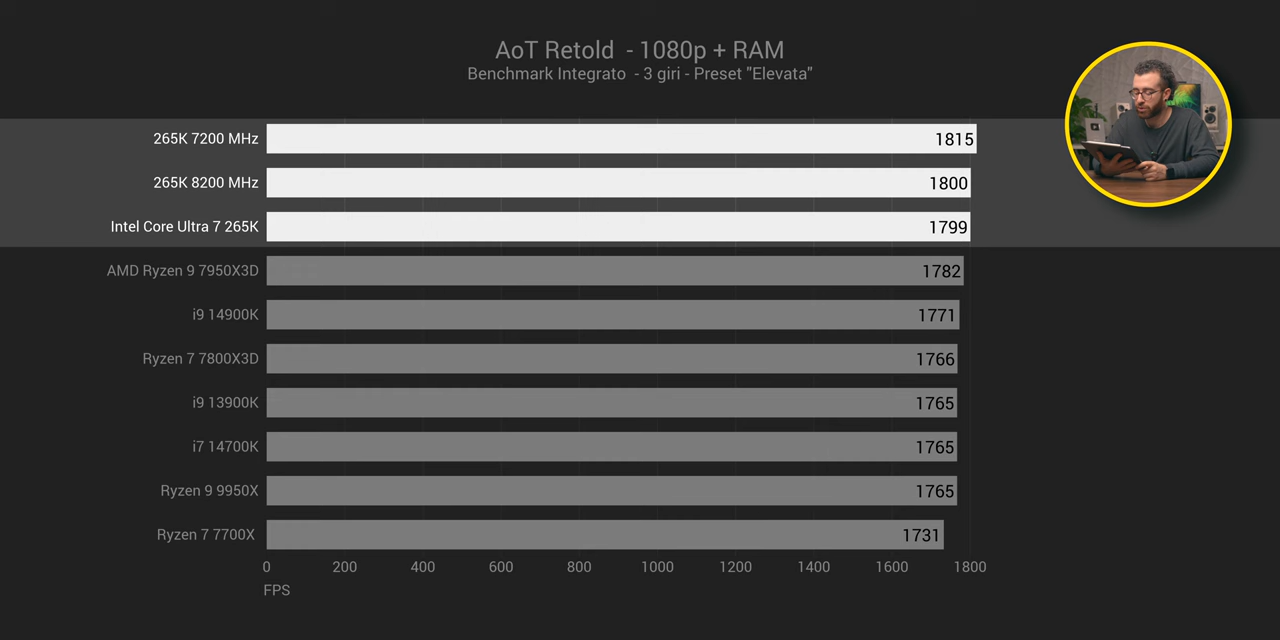 AoT Retold - 1080p + RAM
Benchmark Integrato - 3 giri - Preset "Elevata"
265K 7200 MHz 1815
265K 8200 MHz 1800
Intel Core Ultra 7 265K 1799
AMD Ryzen 9 7950X3D 1782
i9 14900K 1771
Ryzen 7 7800X3D 1766
i9 13900K 1765
i7 14700K 1765
Ryzen 9 9950X 1765
Ryzen 7 7700X 1731
0 200 400 600 800 1000 1200 1400 1600 1800
FPS